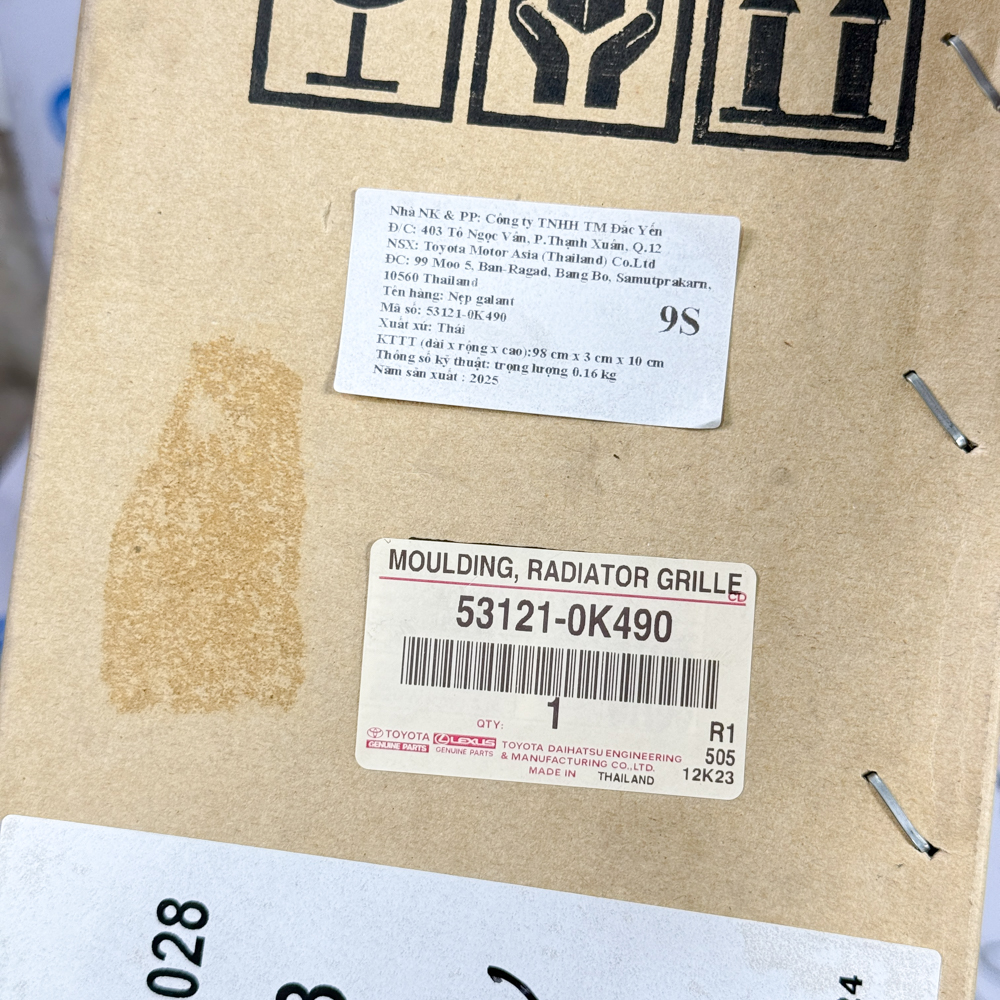 Nhà NK & PP: Công ty TNHH TM Đắc Yến
Đ/C: 403 Tô Ngọc Vân, P.Thạnh Xuân, Q.12
NSX: Toyota Motor Asia (Thailand) Co.Ltd
ĐC: 99 Moo 5, Ban-Ragad, Bang Bo, Samutprakarn,
10560 Thailand
Tên hàng: Nẹp galant
Mã số: 53121-0K490
9S
Xuất xứ: Thái
KTTT (dài x rộng x cao):98 cm x 3 cm x 10 cm
Thông số kỹ thuật: trọng lượng 0.16 kg
Năm sản xuất : 2025
MOULDING, RADIATOR GRILLE
CD
53121-0K490
QTY: 1
R1
TOYOTA
GENUINE PARTS
LEXUS
GENUINE PARTS
TOYOTA DAIHATSU ENGINEERING
& MANUFACTURING CO.,LTD.
MADE IN THAILAND
505
12K23
028